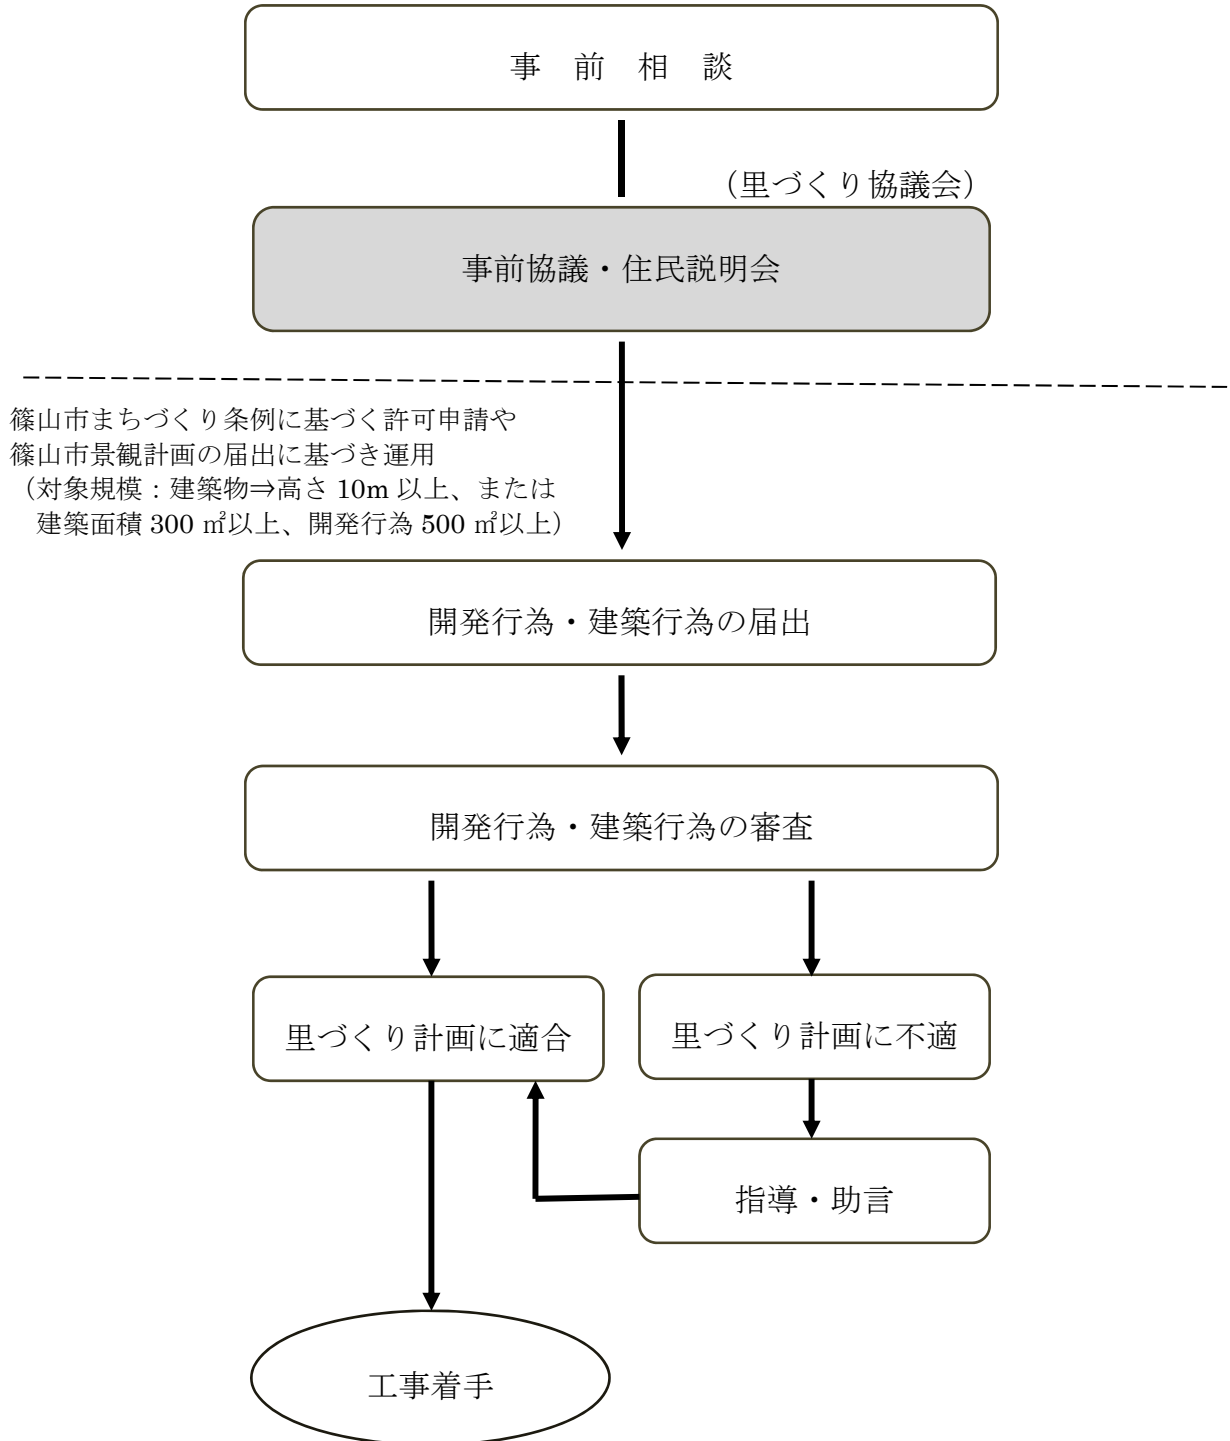 事　前　相　談
（里づくり協議会）
事前協議・住民説明会
篠山市まちづくり条例に基づく許可申請や
篠山市景観計画の届出に基づき運用
（対象規模：建築物⇒高さ 10m 以上、または
建築面積 300 ㎡以上、開発行為 500 ㎡以上）
開発行為・建築行為の届出
開発行為・建築行為の審査
里づくり計画に適合
里づくり計画に不適
指導・助言
工事着手